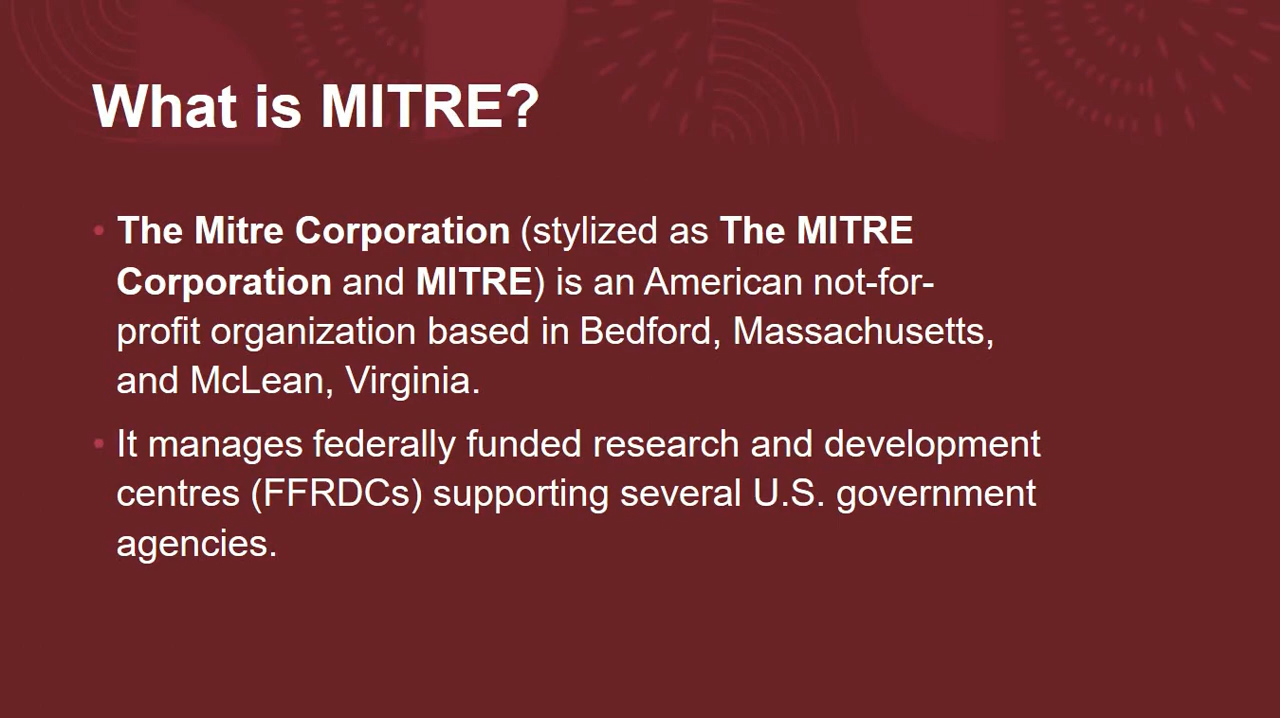 What is MITRE?
• The Mitre Corporation (stylized as The MITRE
Corporation and MITRE) is an American not-for-
profit organization based in Bedford, Massachusetts,
and McLean, Virginia.
• It manages federally funded research and development
centres (FFRDCs) supporting several U.S. government
agencies.